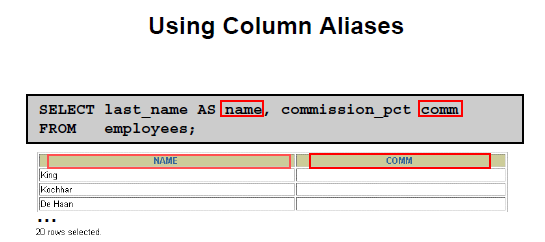 Using Column Aliases
SELECT last_name AS name, commission_pct comm
FROM employees;
NAME COMM
King
Kochhar
De Haan
...
20 rows selected.